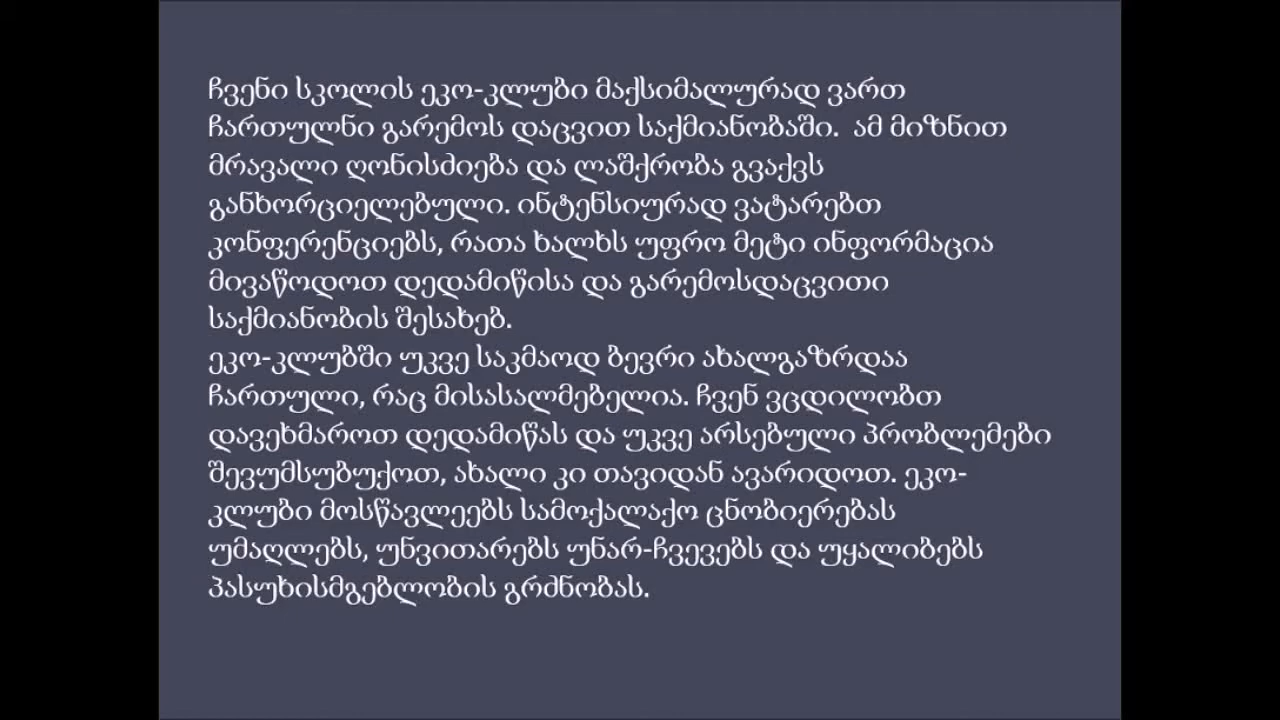 ჩვენი სკოლის ეკო-კლუბი მაქსიმალურად ვართ
ჩართულნი გარემოს დაცვით საქმიანობაში.  ამ მიზნით
მრავალი ღონისძიება და ლაშქრობა გვაქვს
განხორციელებული. ინტენსიურად ვატარებთ
კონფერენციებს, რათა ხალხს უფრო მეტი ინფორმაცია
მივაწოდოთ დედამიწისა და გარემოსდაცვითი
საქმიანობის შესახებ.
ეკო-კლუბში უკვე საკმაოდ ბევრი ახალგაზრდაა
ჩართული, რაც მისასალმებელია. ჩვენ ვცდილობთ
დავეხმაროთ დედამიწას და უკვე არსებული პრობლემები
შევუმსუბუქოთ, ახალი კი თავიდან ავარიდოთ. ეკო-
კლუბი მოსწავლეებს სამოქალაქო ცნობიერებას
უმაღლებს, უნვითარებს უნარ-ჩვევებს და უყალიბებს
პასუხისმგებლობის გრძნობას.